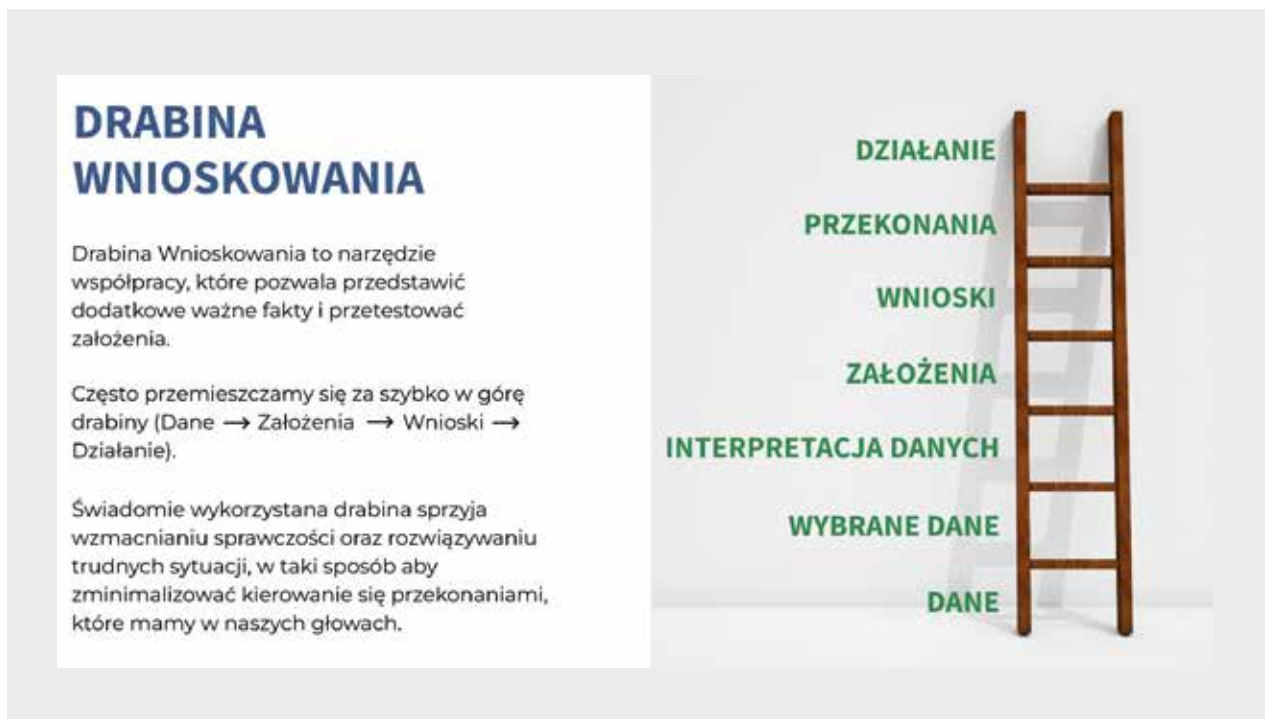 DRABINA
WNIOSKOWANIA
Drabina Wnioskowania to narzędzie
współpracy, które pozwala przedstawić
dodatkowe ważne fakty i przetestować
założenia.
Często przemieszczamy się za szybko w górę
drabiny (Dane → Założenia → Wnioski →
Działanie).
Świadomie wykorzystana drabina sprzyja
wzmacnianiu sprawczości oraz rozwiązywaniu
trudnych sytuacji, w taki sposób aby
zminimalizować kierowanie się przekonaniami,
które mamy w naszych głowach.
DZIAŁANIE
PRZEKONANIA
WNIOSKI
ZAŁOŻENIA
INTERPRETACJA DANYCH
WYBRANE DANE
DANE